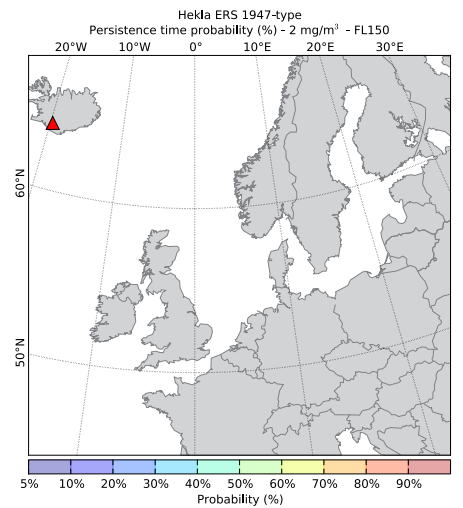 Hekla ERS 1947-type
Persistence time probability (%) - 2 mg/m³ - FL150
20°W 10°W 0° 10°E 20°E 30°E
60°N
50°N
5% 10% 20% 30% 40% 50% 60% 70% 80% 90%
Probability (%)